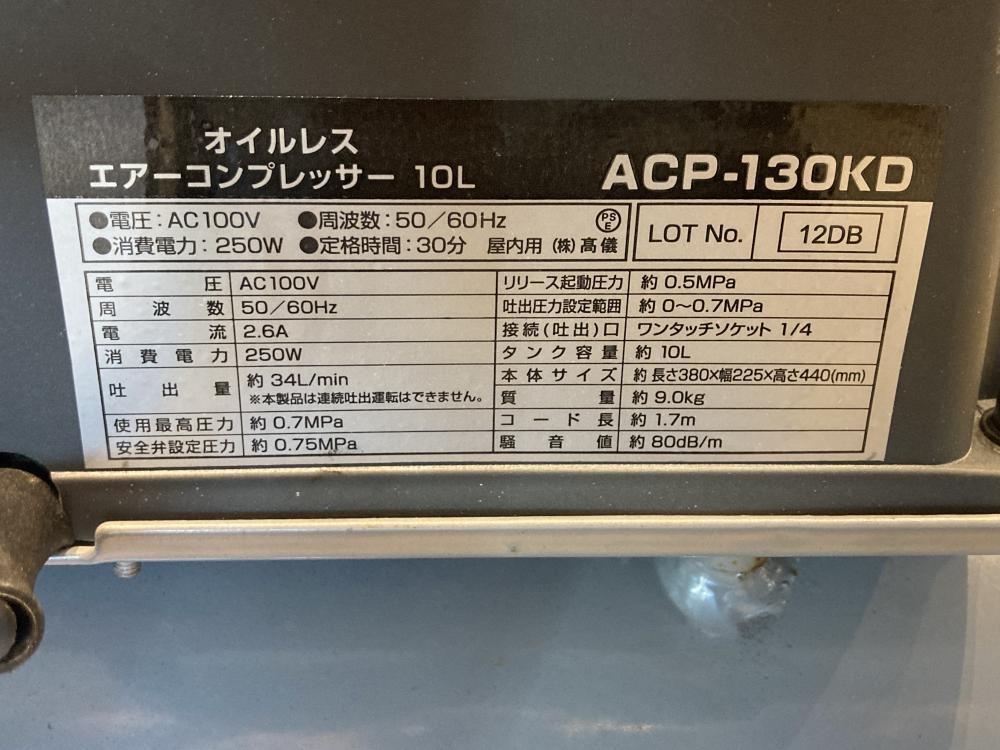 オイルレス
エアーコンプレッサー 10L
ACP-130KD
●電圧：AC100V ●周波数：50／60Hz
●消費電力：250W ●定格時間：30分 屋内用 (株)髙儀
PS
E
LOT No. 12DB
電圧 AC100V
周波数 50／60Hz
電流 2.6A
消費電力 250W
吐出量 約 34L/min
※本製品は連続吐出運転はできません。
使用最高圧力 約 0.7MPa
安全弁設定圧力 約 0.75MPa
リリース起動圧力 約 0.5MPa
吐出圧力設定範囲 約 0〜0.7MPa
接続(吐出)口 ワンタッチソケット 1/4
タンク容量 約 10L
本体サイズ 約 長さ380×幅225×高さ440(mm)
質量 約 9.0kg
コード長 約 1.7m
騒音値 約 80dB/m